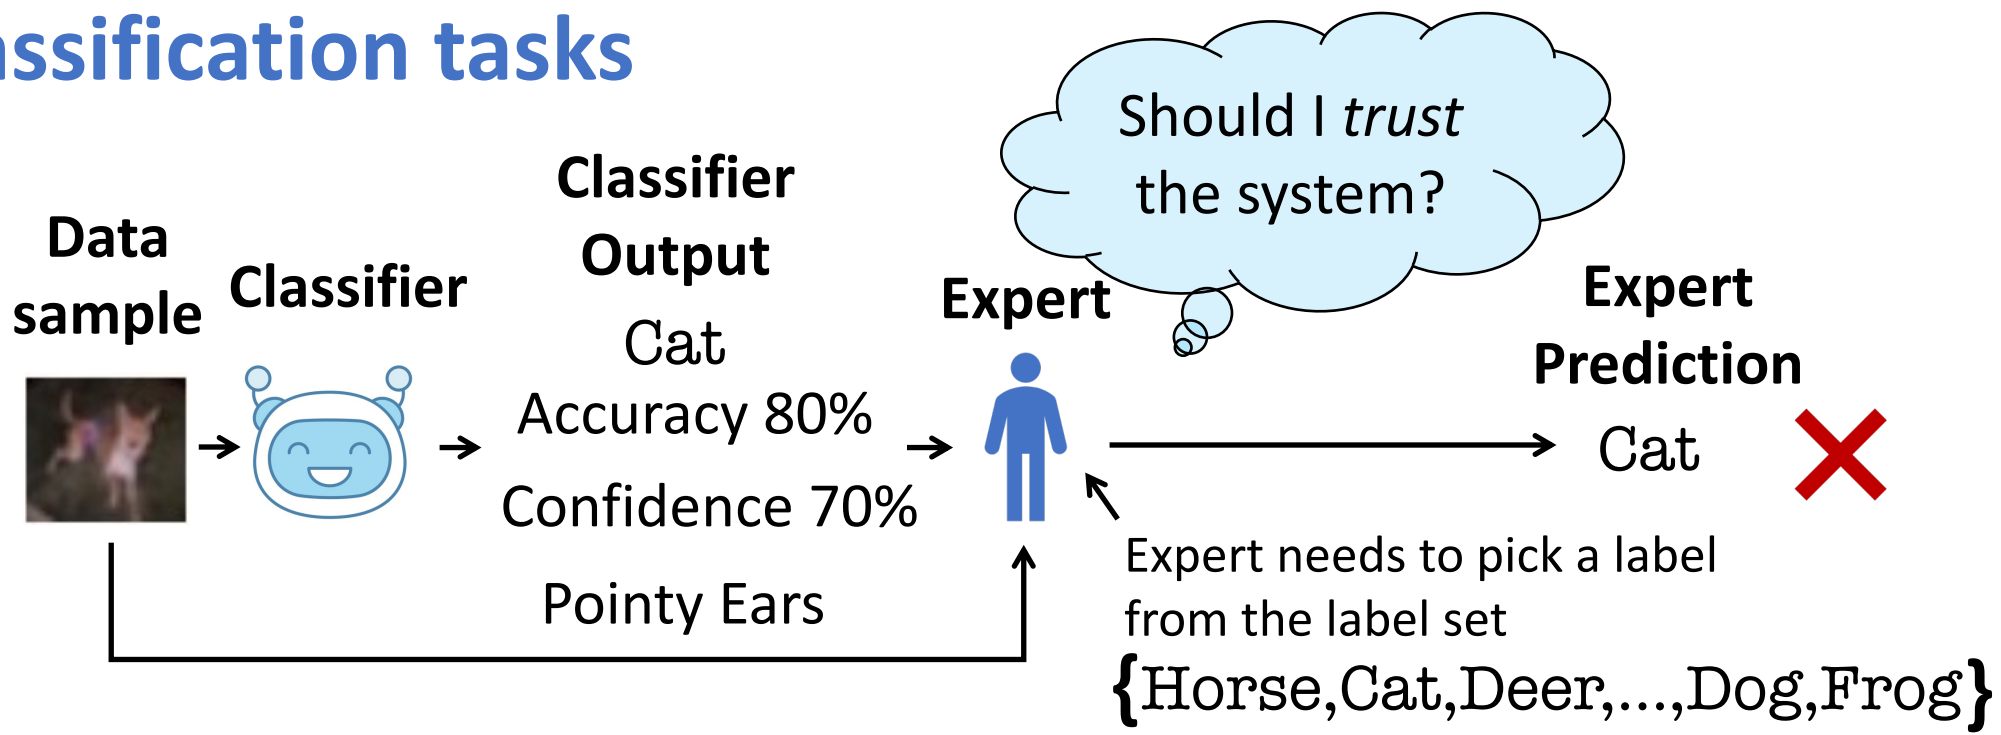 assification tasks
Should I trust
the system?
Data
sample
Classifier
Classifier
Output
Cat
Accuracy 80%
Confidence 70%
Pointy Ears
Expert
Expert
Prediction
Cat
Expert needs to pick a label
from the label set
{Horse,Cat,Deer,...,Dog,Frog}